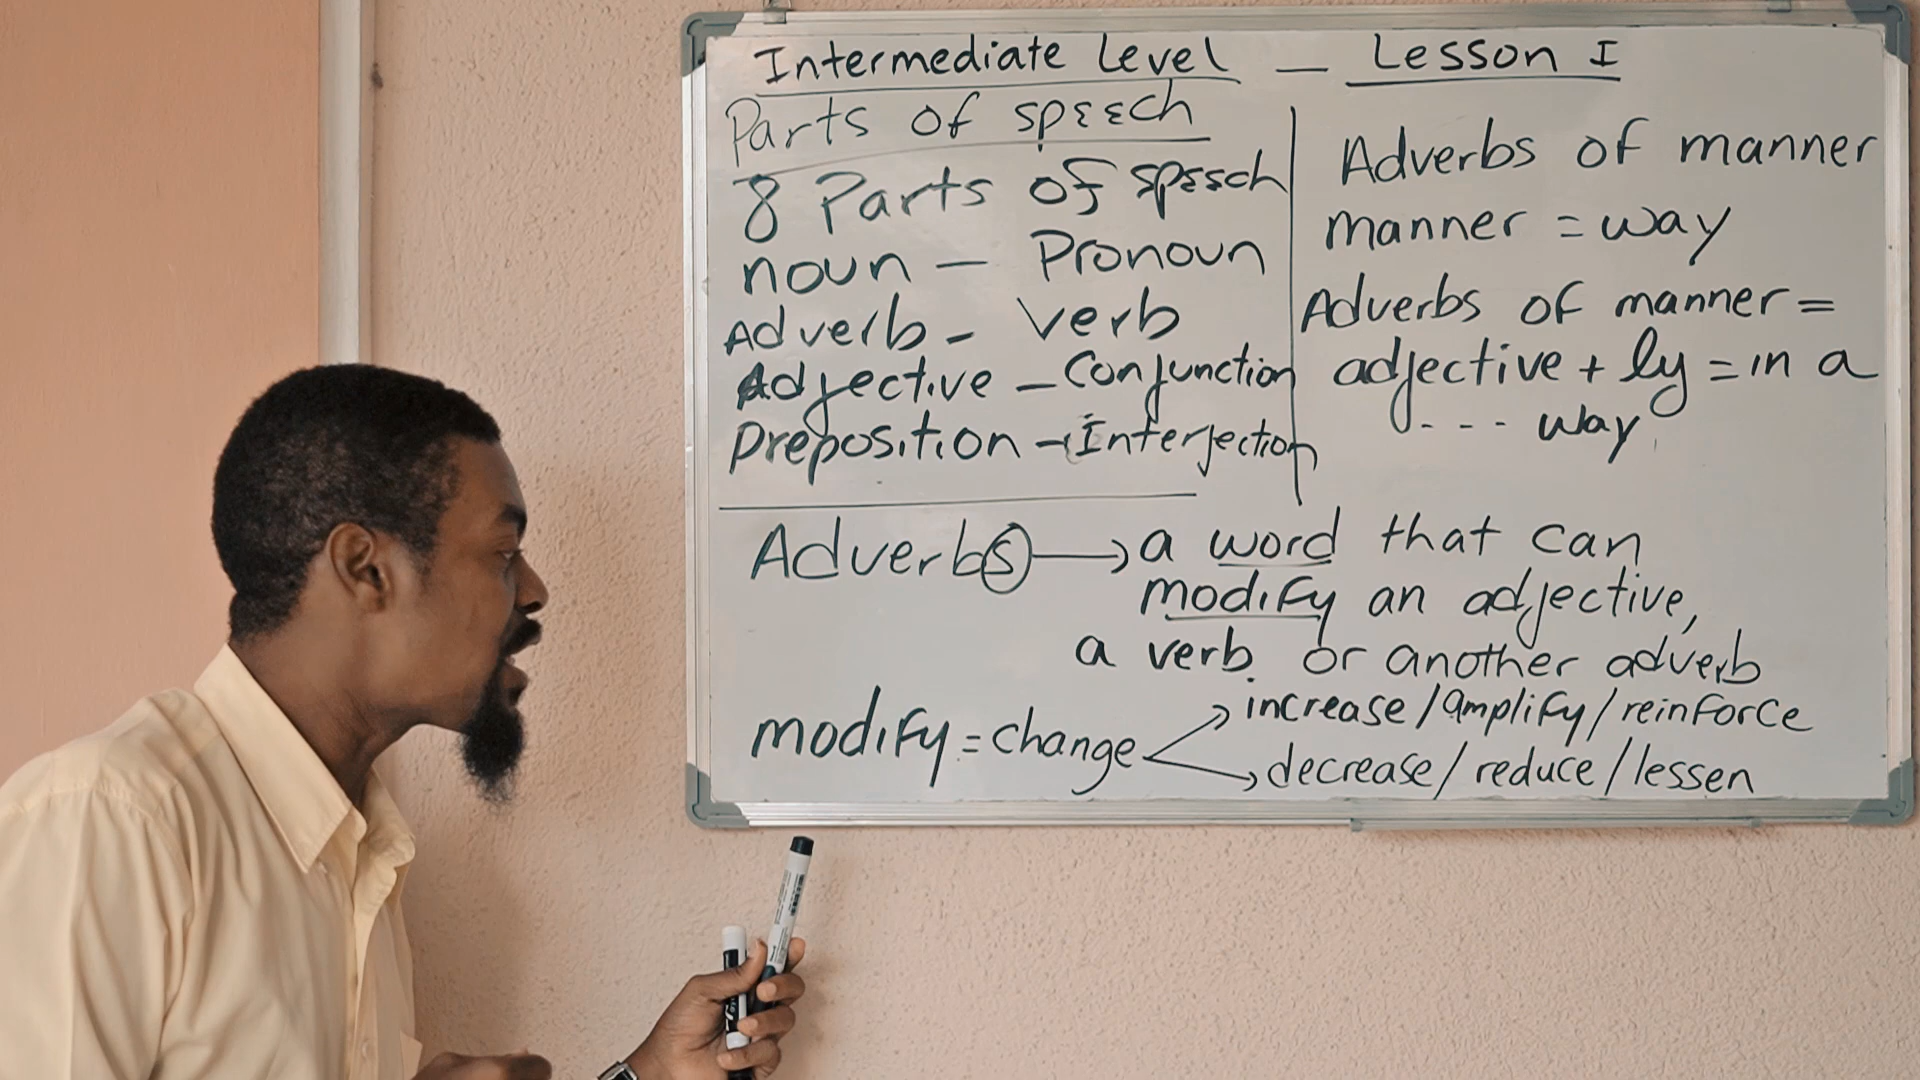 Intermediate Level — Lesson I
Parts of speech
8 Parts of speech
noun — Pronoun
Adverb - Verb
Adjective - Conjunction
Preposition - Interjection
Adverbs of manner
manner = way
Adverbs of manner =
adjective + ly = in a
- - - way
Adverbs → a word that can
modify an adjective,
a verb or another adverb
modify = change
increase / amplify / reinforce
decrease / reduce / lessen